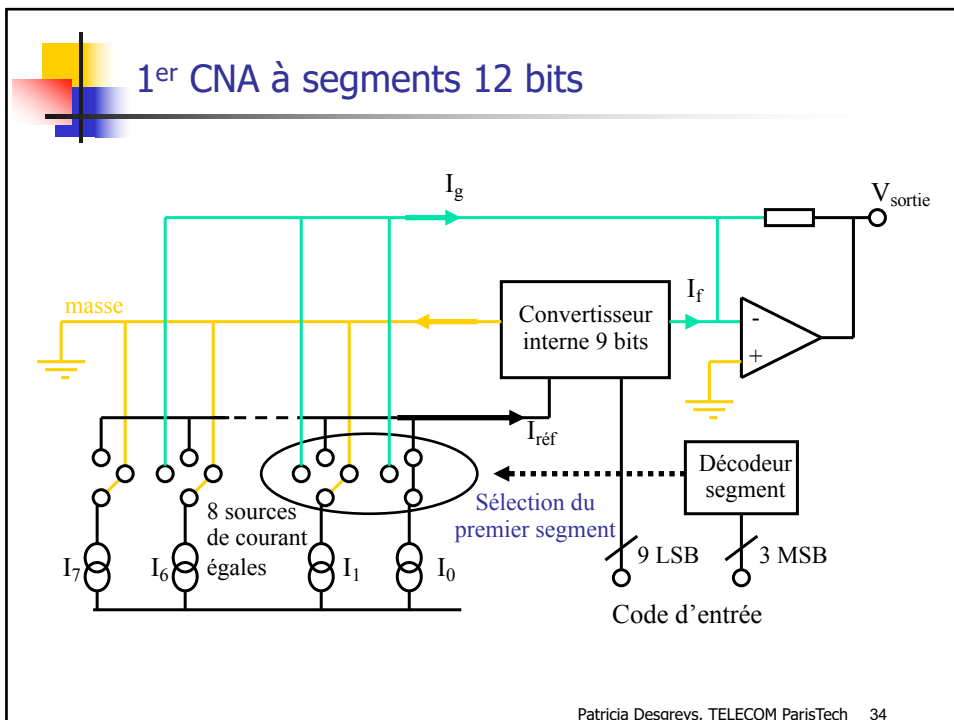 1er CNA à segments 12 bits
Ig
Vsortie
masse
Convertisseur
interne 9 bits
If
-
+
Iréf
Décodeur
segment
Sélection du
premier segment
8 sources
de courant
égales
I7
I6
I1
I0
9 LSB
3 MSB
Code d’entrée
Patricia Desgreys, TELECOM ParisTech 34